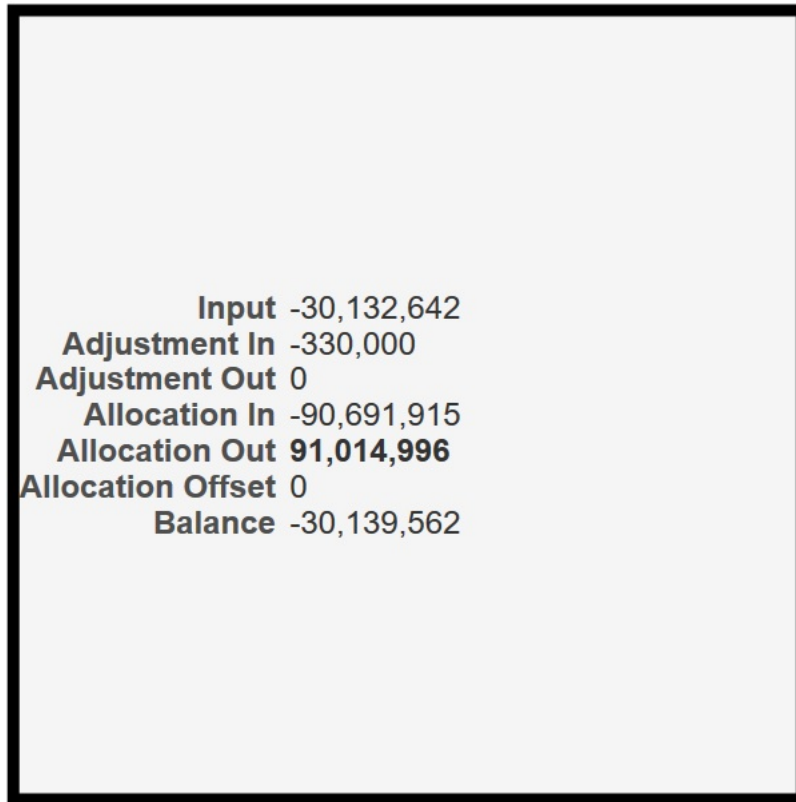 Input -30,132,642
Adjustment In -330,000
Adjustment Out 0
Allocation In -90,691,915
Allocation Out 91,014,996
Allocation Offset 0
Balance -30,139,562